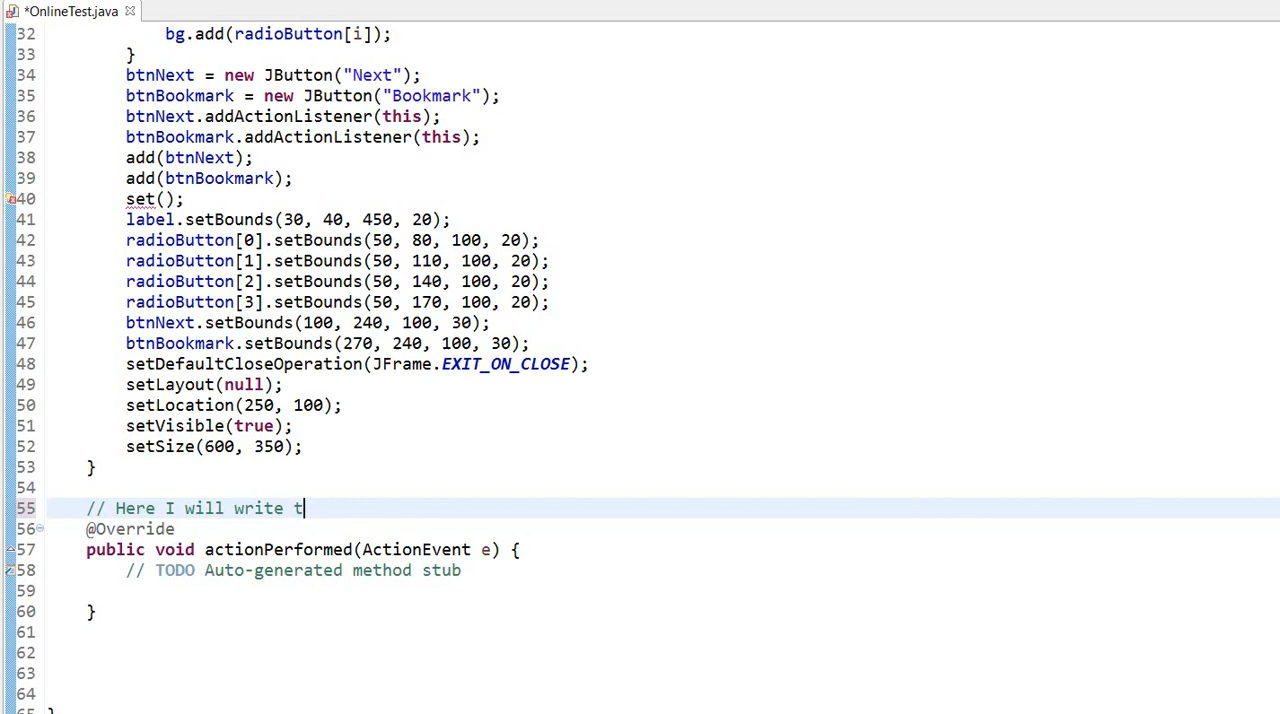 *OnlineTest.java
32 bg.add(radioButton[i]);
33 }
34 btnNext = new JButton("Next");
35 btnBookmark = new JButton("Bookmark");
36 btnNext.addActionListener(this);
37 btnBookmark.addActionListener(this);
38 add(btnNext);
39 add(btnBookmark);
40 set();
41 label.setBounds(30, 40, 450, 20);
42 radioButton[0].setBounds(50, 80, 100, 20);
43 radioButton[1].setBounds(50, 110, 100, 20);
44 radioButton[2].setBounds(50, 140, 100, 20);
45 radioButton[3].setBounds(50, 170, 100, 20);
46 btnNext.setBounds(100, 240, 100, 30);
47 btnBookmark.setBounds(270, 240, 100, 30);
48 setDefaultCloseOperation(JFrame.EXIT_ON_CLOSE);
49 setLayout(null);
50 setLocation(250, 100);
51 setVisible(true);
52 setSize(600, 350);
53 }
54
55 // Here I will write t
56 @Override
57 public void actionPerformed(ActionEvent e) {
58 // TODO Auto-generated method stub
59
60 }
61
62
63
64
65 }